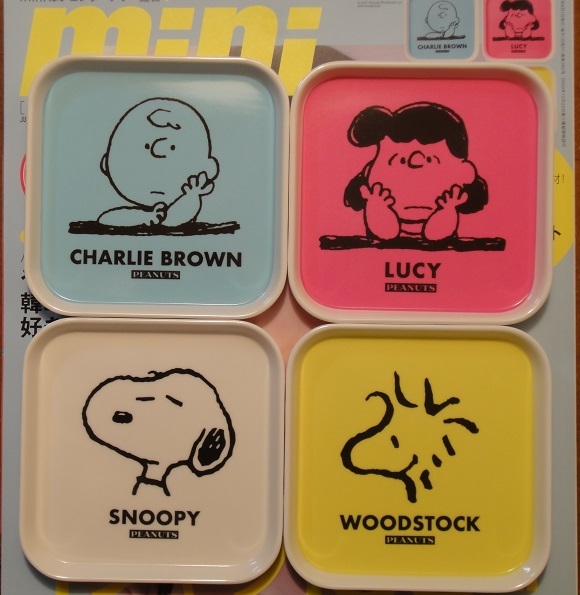 mini
CHARLIE BROWN
LUCY
CHARLIE BROWN
PEANUTS
LUCY
PEANUTS
韓
好
SNOOPY
PEANUTS
WOODSTOCK
PEANUTS